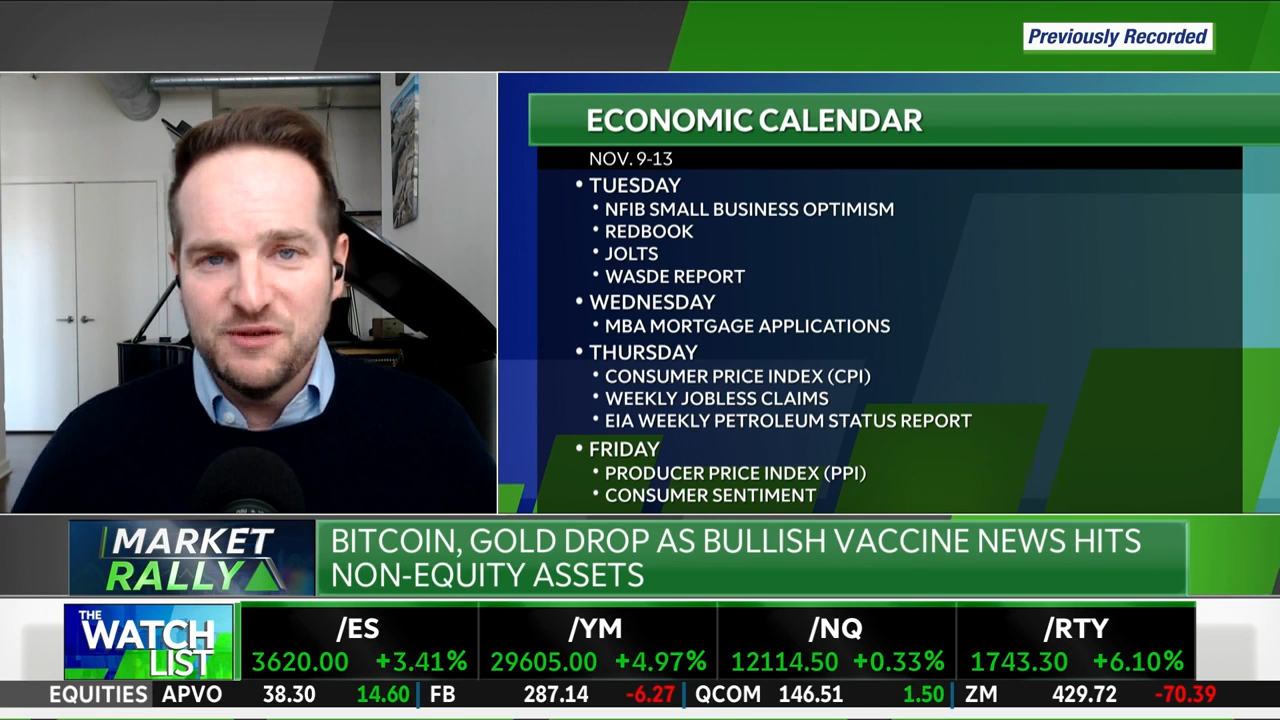 Previously Recorded
ECONOMIC CALENDAR
NOV. 9-13
• TUESDAY
• NFIB SMALL BUSINESS OPTIMISM
• REDBOOK
• JOLTS
• WASDE REPORT
• WEDNESDAY
• MBA MORTGAGE APPLICATIONS
• THURSDAY
• CONSUMER PRICE INDEX (CPI)
• WEEKLY JOBLESS CLAIMS
• EIA WEEKLY PETROLEUM STATUS REPORT
• FRIDAY
• PRODUCER PRICE INDEX (PPI)
• CONSUMER SENTIMENT
MARKET
RALLY
BITCOIN, GOLD DROP AS BULLISH VACCINE NEWS HITS
NON-EQUITY ASSETS
THE
WATCH
LIST
/ES
3620.00 +3.41%
/YM
29605.00 +4.97%
/NQ
12114.50 +0.33%
/RTY
1743.30 +6.10%
EQUITIES APVO 38.30 14.60 FB 287.14 -6.27 QCOM 146.51 1.50 ZM 429.72 -70.39